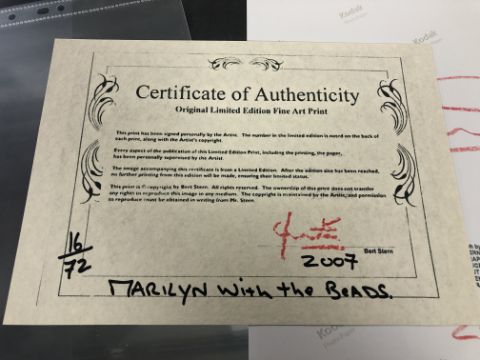 Kodak
Kodak
Certificate of Authenticity
Original Limited Edition Fine Art Print
This print has been signed personally by the Artist. The number in the limited edition is noted on the back of
each print, along with the Artist's copyright.
Every aspect of the publication of this Limited Edition Print, including the printing, the paper,
has been personally supervised by the Artist.
The image accompanying this certificate is from a Limited Edition. After the edition size has been reached,
no further printing from this edition will be made, ensuring their limited status.
This print is © copyright by Bert Stern. All rights reserved. The ownership of this print does not transfer
any rights to reproduce this image in any medium. The copyright is maintained by the Artist, and permission
to reproduce must be obtained in writing from Mr. Stern.
Bert Stern
2007
16
72
MARILYN With the BEADS.
Kodak